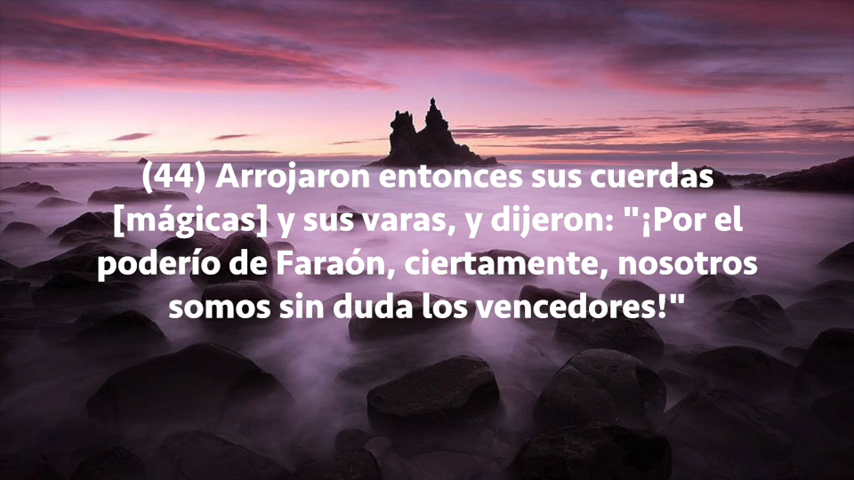 (44) Arrojaron entonces sus cuerdas
[mágicas] y sus varas, y dijeron: "¡Por el
poderío de Faraón, ciertamente, nosotros
somos sin duda los vencedores!"